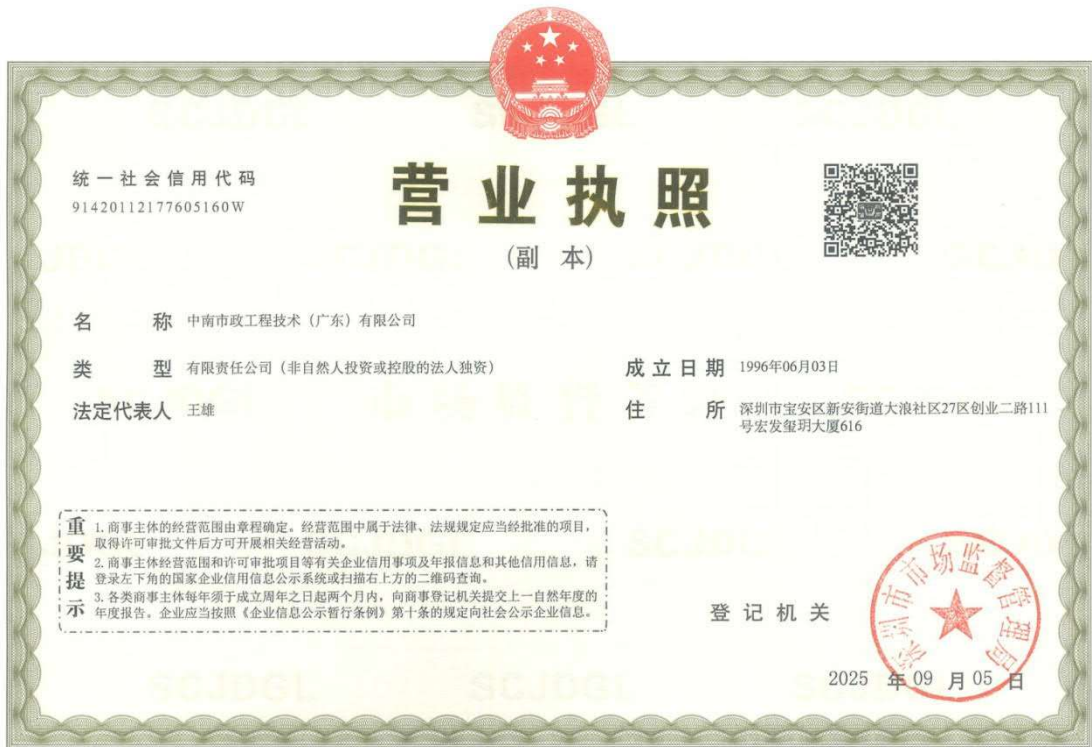 统一社会信用代码
91420112177605160W
营业执照
(副 本)
名 称 中南市政工程技术（广东）有限公司
类 型 有限责任公司（非自然人投资或控股的法人独资）
法定代表人 王雄
成立日期 1996年06月03日
住 所 深圳市宝安区新安街道大浪社区27区创业二路111
号宏发玺玥大厦616
重要提示
1. 商事主体的经营范围由章程确定。经营范围中属于法律、法规规定应当经批准的项目，
取得许可审批文件后方可开展相关经营活动。
2. 商事主体经营范围和许可审批项目等有关企业信用事项及年报信息和其他信用信息，请
登录左下角的国家企业信用信息公示系统或扫描右上方的二维码查询。
3. 各类商事主体每年须于成立周年之日起两个月内，向商事登记机关提交上一自然年度的
年度报告。企业应当按照《企业信息公示暂行条例》第十条的规定向社会公示企业信息。
登记机关
深圳市市场监督管理局
2025 年 09 月 05 日
SCJDGL
SCJDGL